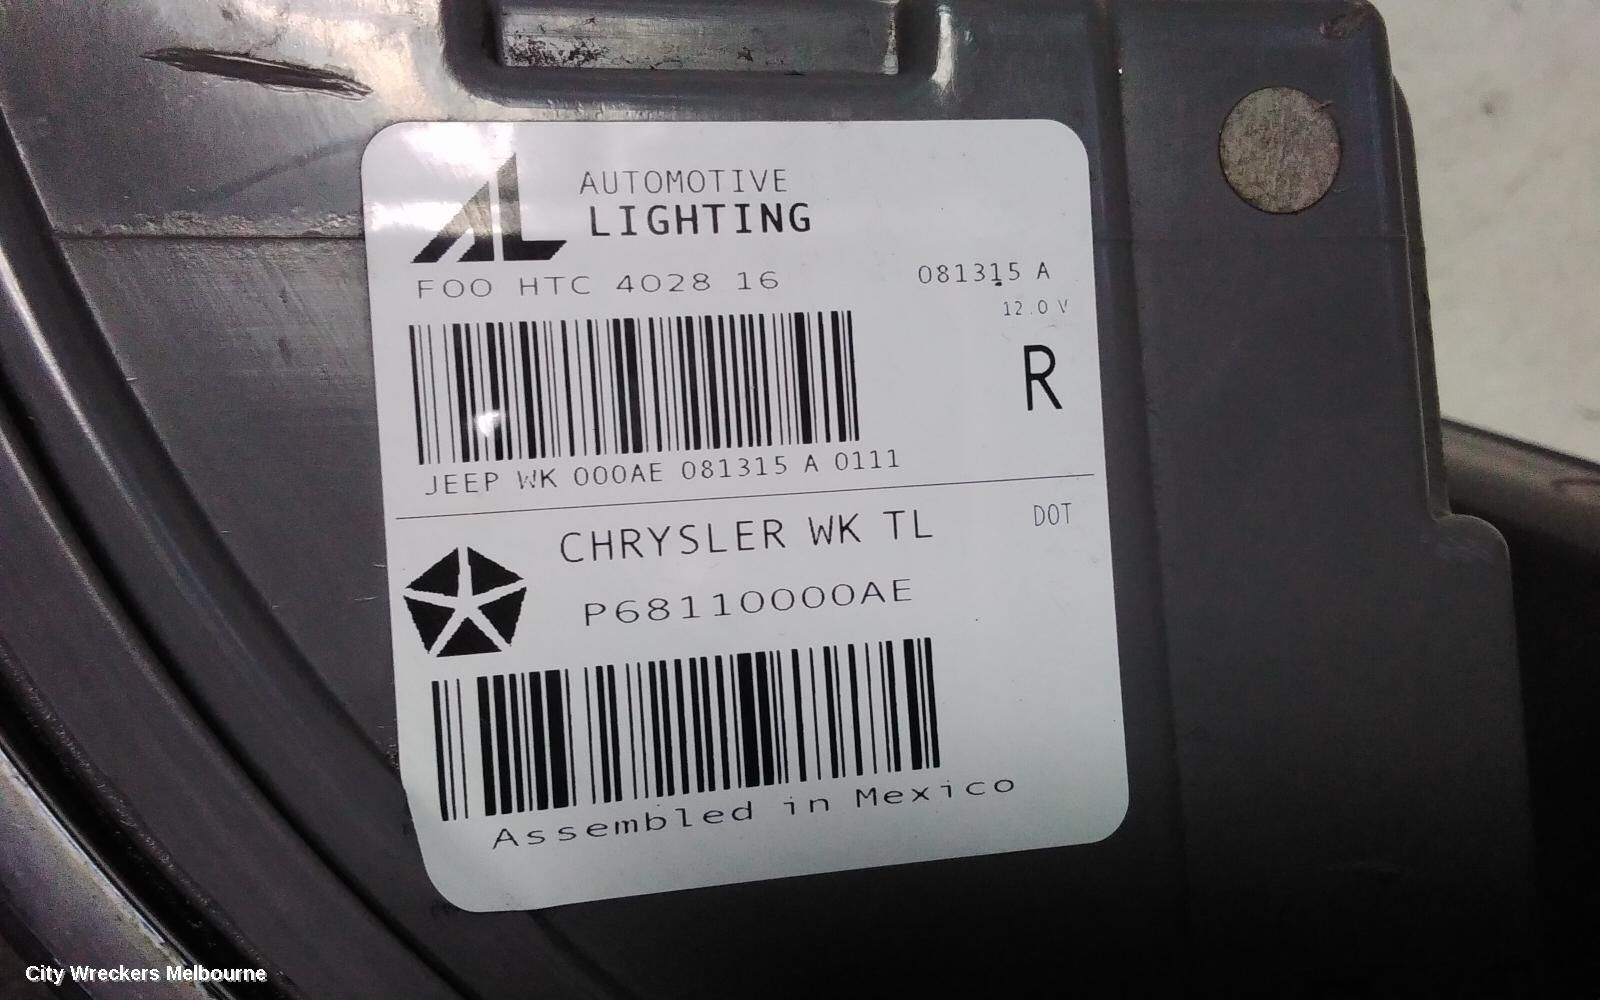 AL AUTOMOTIVE
LIGHTING
FOO HTC 4028 16
081315 A
12.0 V
R
JEEP WK 000AE 081315 A 0111
CHRYSLER WK TL
DOT
P68110000AE
Assembled in Mexico
City Wreckers Melbourne